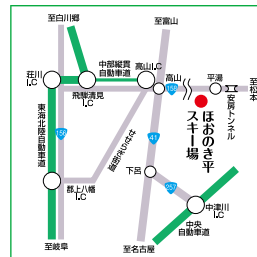 至白川郷
至富山
荘川
I.C
中部縦貫
自動車道
高山I.C
飛騨清見
I.C
高山
158
平湯
安房トンネル
至松本
ほおのき平
スキー場
東海北陸自動車道
156
せせらぎ街道
41
郡上八幡
I.C
下呂
257
中津川
I.C
中央
自動車道
至岐阜
至名古屋